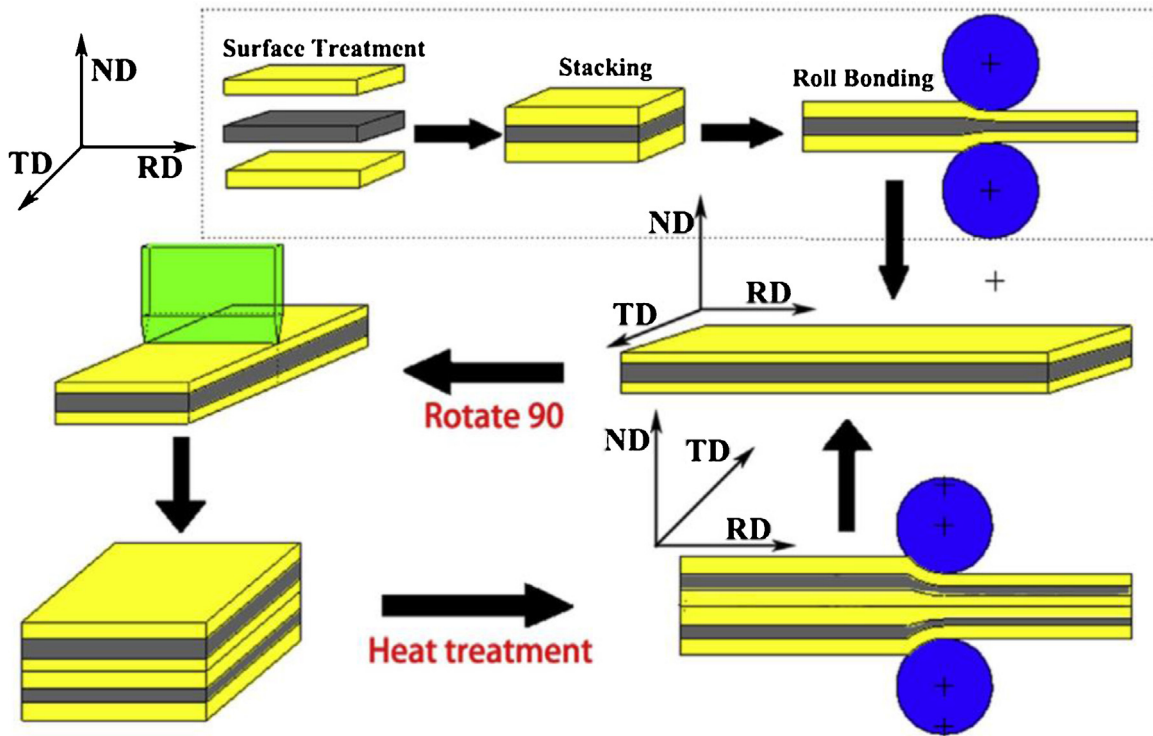 Surface Treatment
Stacking
Roll Bonding
ND
TD
RD
ND
TD
RD
Rotate 90
ND
TD
RD
Heat treatment